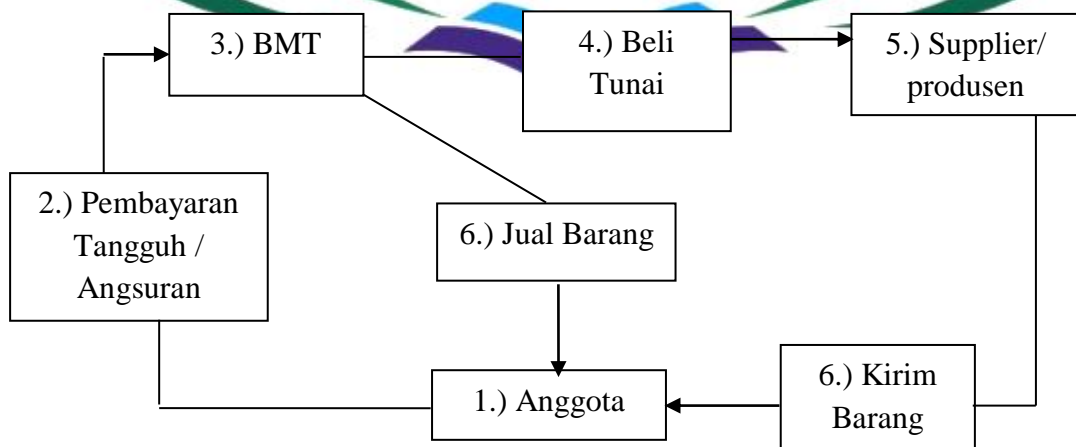 3.) BMT
4.) Beli
Tunai
5.) Supplier/
produsen
2.) Pembayaran
Tangguh /
Angsuran
6.) Jual Barang
1.) Anggota
6.) Kirim
Barang